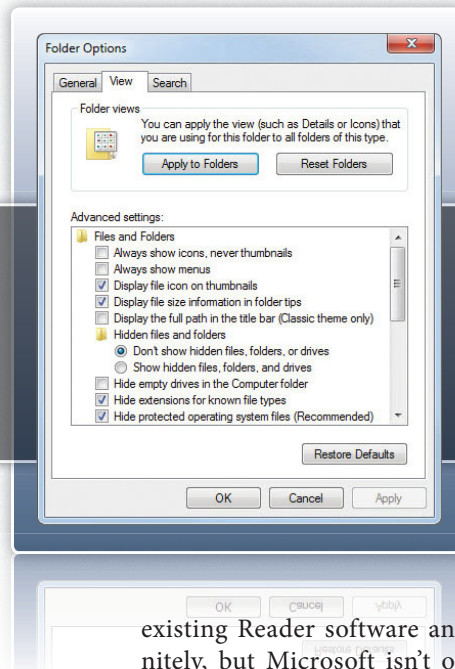 Folder Options
General View Search
Folder views
You can apply the view (such as Details or Icons) that
you are using for this folder to all folders of this type.
Apply to Folders Reset Folders
Advanced settings:
Files and Folders
Always show icons, never thumbnails
Always show menus
Display file icon on thumbnails
Display file size information in folder tips
Display the full path in the title bar (Classic theme only)
Hidden files and folders
Don't show hidden files, folders, or drives
Show hidden files, folders, and drives
Hide empty drives in the Computer folder
Hide extensions for known file types
Hide protected operating system files (Recommended)
Restore Defaults
OK Cancel Apply
OK Cancel Apply
Restore Defaults
existing Reader software an
nitely, but Microsoft isn't o